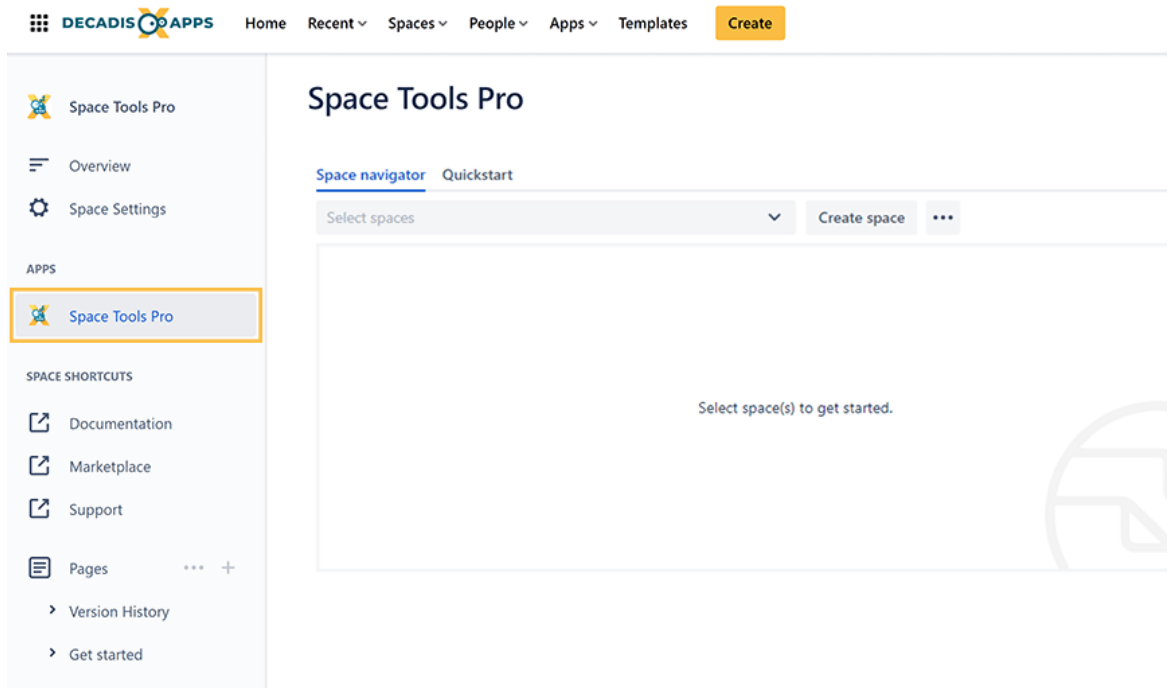 DECADIS APPS Home Recent Spaces People Apps Templates Create
Space Tools Pro
Overview
Space Settings
APPS
Space Tools Pro
SPACE SHORTCUTS
Documentation
Marketplace
Support
Pages
Version History
Get started
Space Tools Pro
Space navigator Quickstart
Select spaces Create space
Select space(s) to get started.